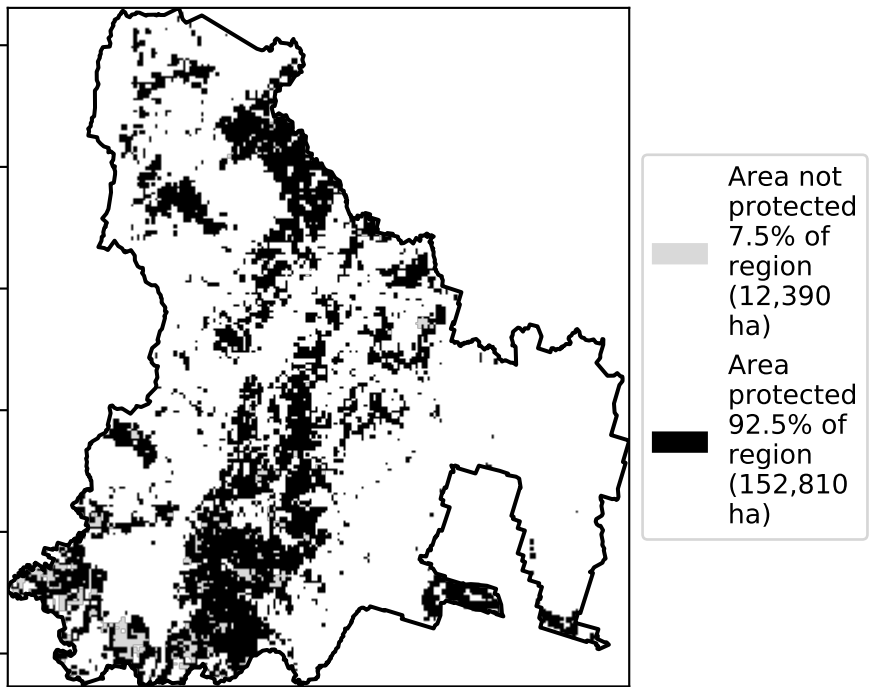 Area not
protected
7.5% of
region
(12,390
ha)
Area
protected
92.5% of
region
(152,810
ha)